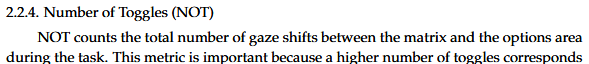 2.2.4. Number of Toggles (NOT)
NOT counts the total number of gaze shifts between the matrix and the options area
during the task. This metric is important because a higher number of toggles corresponds